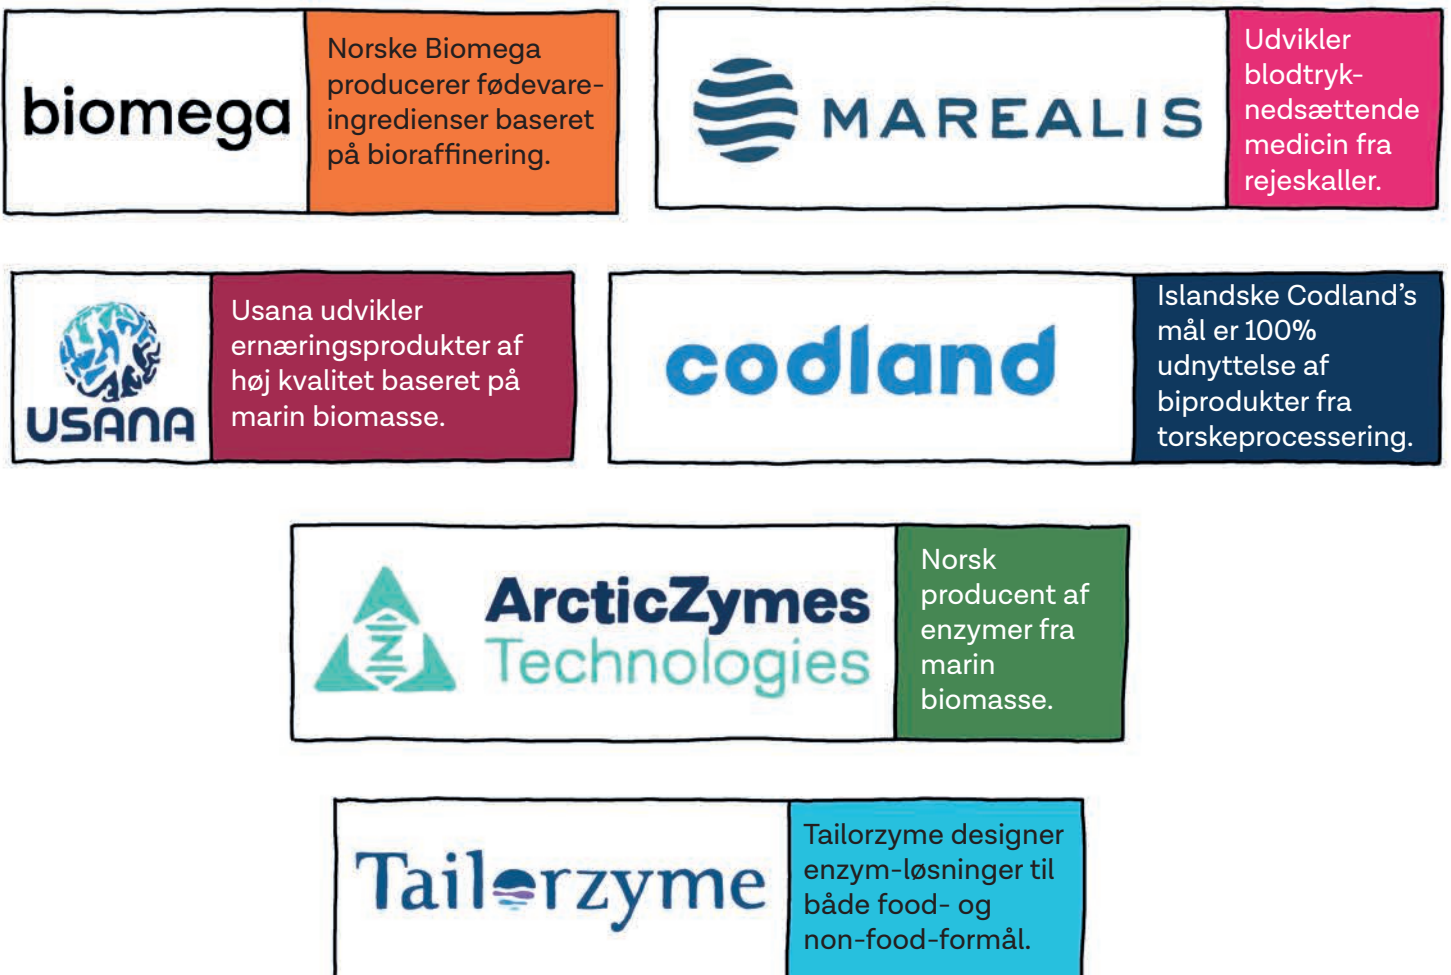 biomega
Norske Biomega
producerer fødevare-
ingredienser baseret
på bioraffinering.
MAREALIS
Udvikler
blodtryk-
nedsættende
medicin fra
rejeskaller.
USANA
Usana udvikler
ernæringsprodukter af
høj kvalitet baseret på
marin biomasse.
codland
Islandske Codland's
mål er 100%
udnyttelse af
biprodukter fra
torskeprocessering.
ArcticZymes
Technologies
Norsk
producent af
enzymer fra
marin
biomasse.
Tailorzyme
Tailorzyme designer
enzym-løsninger til
både food- og
non-food-formål.